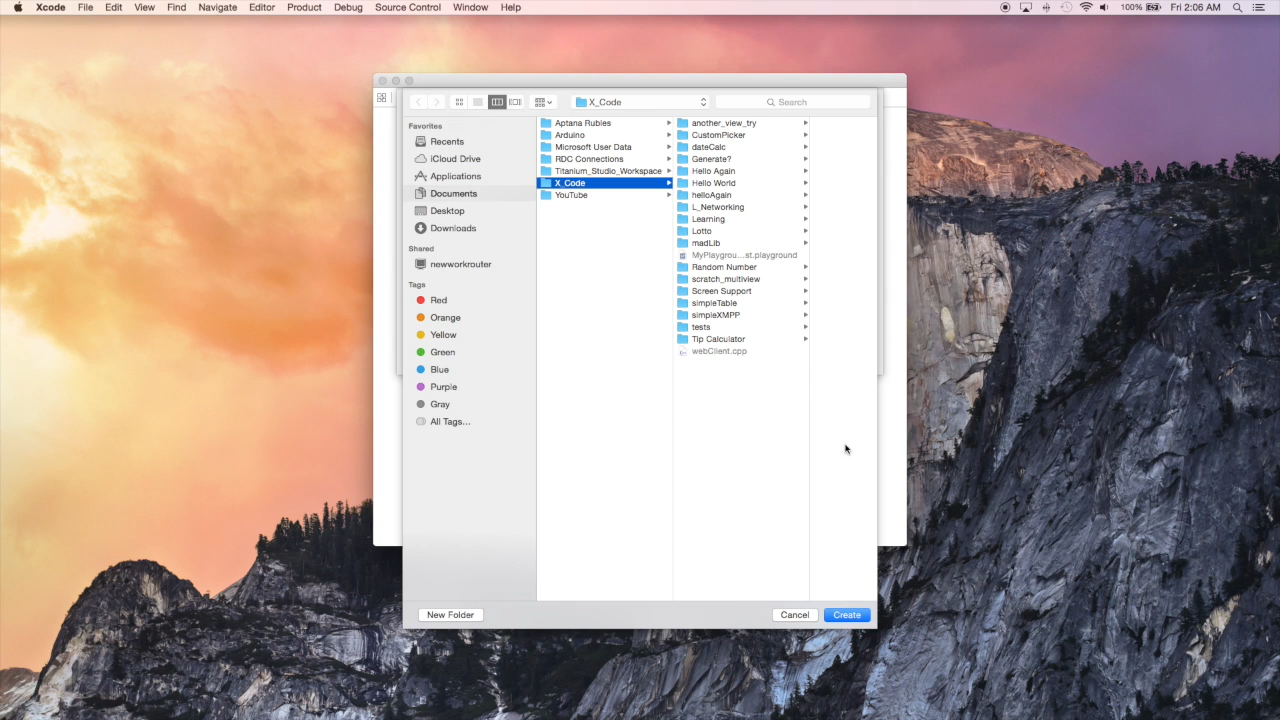 Xcode File Edit View Find Navigate Editor Product Debug Source Control Window Help
100% Fri 2:06 AM
X_Code
Search
Favorites
Recents
iCloud Drive
Applications
Documents
Desktop
Downloads
Shared
newworkrouter
Tags
Red
Orange
Yellow
Green
Blue
Purple
Gray
All Tags...
Aptana Rubles
Arduino
Microsoft User Data
RDC Connections
Titanium_Studio_Workspace
X_Code
YouTube
another_view_try
CustomPicker
dateCalc
Generate?
Hello Again
Hello World
helloAgain
L_Networking
Learning
Lotto
madLib
MyPlaygrou...st.playground
Random Number
scratch_multiview
Screen Support
simpleTable
simpleXMPP
tests
Tip Calculator
webClient.cpp
New Folder
Cancel
Create